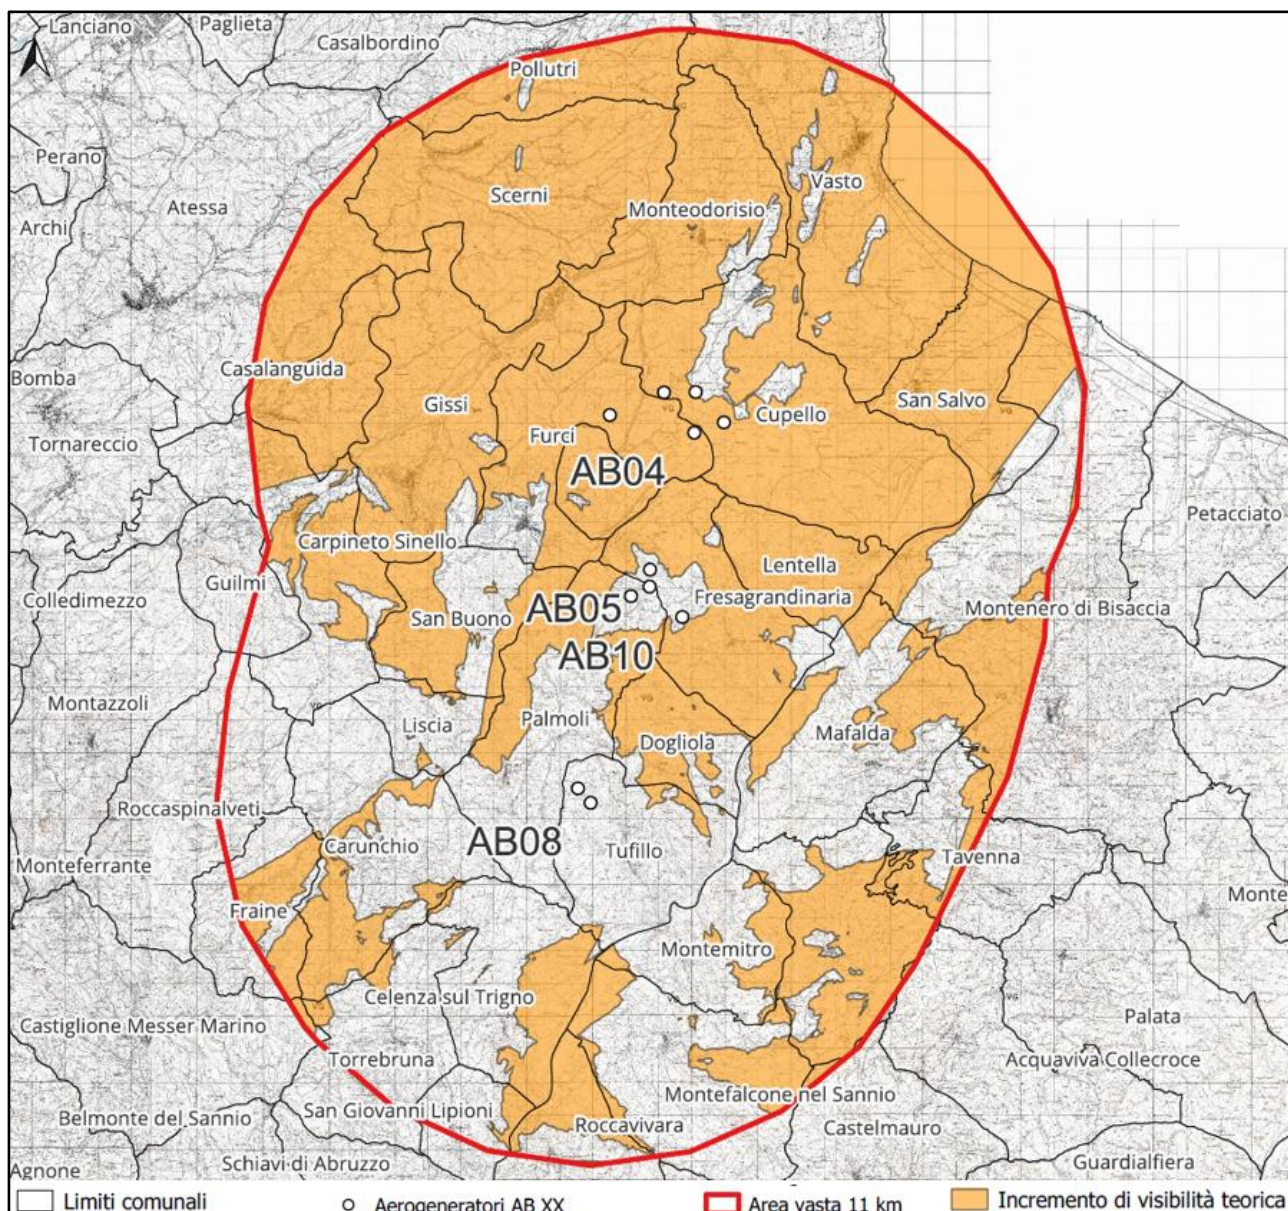 Lanciano
Paglieta
Casalbordino
Pollutri
Perano
Scerni
Vasto
Monteodorisio
Atessa
Archi
Casalanguida
Bomba
Gissi
San Salvo
Cupello
Furci
Tornareccio
AB04
Petacciato
Carpineto Sinello
Lentella
Guilmi
Colledimezzo
Fresagrandinaria
Montenero di Bisaccia
AB05
San Buono
AB10
Montazzoli
Palmoli
Liscia
Mafalda
Dogliola
Roccaspinalveti
AB08
Carunchio
Tufillo
Tavenna
Monteferrante
Monte
Fraine
Montemitro
Celenza sul Trigno
Castiglione Messer Marino
Palata
Torrebruna
Acquaviva Collecroce
Montefalcone nel Sannio
San Giovanni Lipioni
Belmonte del Sannio
Roccavivara
Castelmauro
Schiavi di Abruzzo
Guardialfiera
Agnone
Limiti comunali
Aerogeneratori AB XX
Area vasta 11 km
Incremento di visibilità teorica